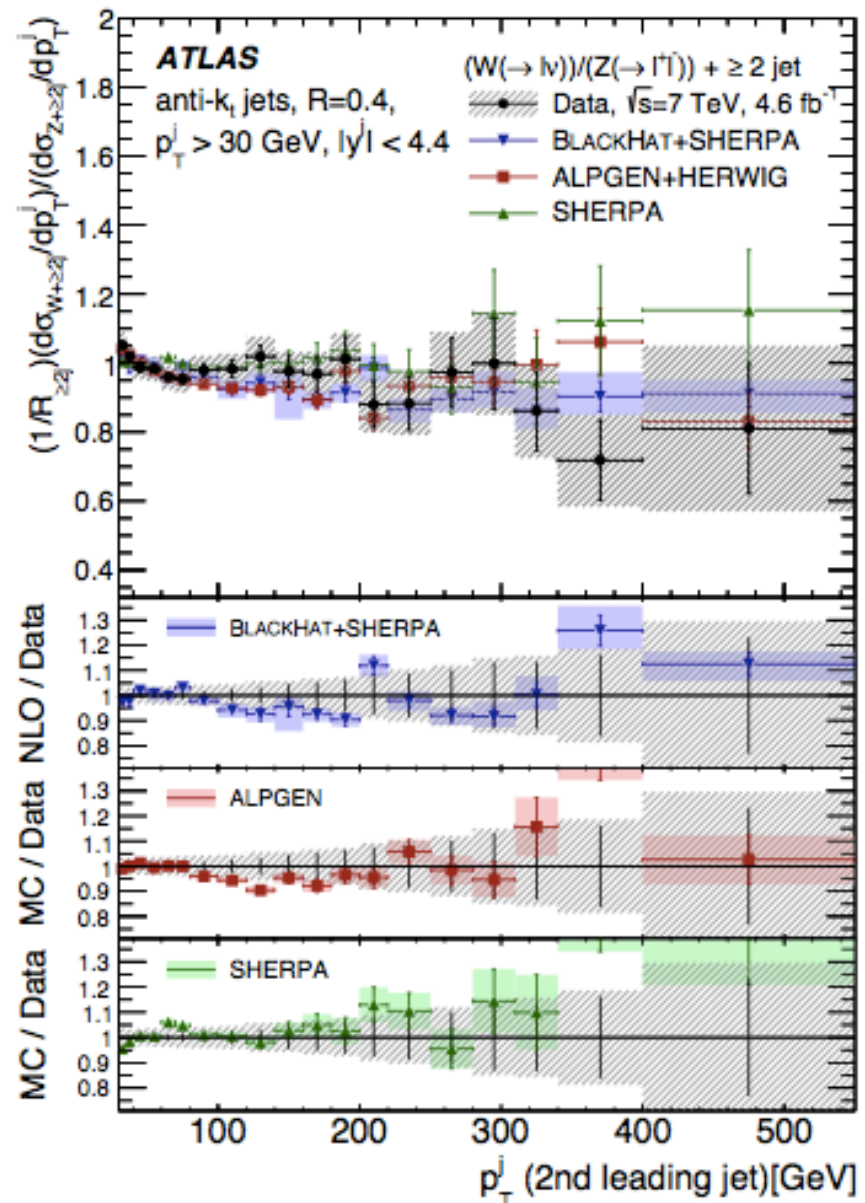 ATLAS
anti-kₜ jets, R=0.4,
p_T^j > 30 GeV, |y^j| < 4.4
(W(→ lν))/(Z(→ l⁺l⁻)) + ≥ 2 jet
Data, √s=7 TeV, 4.6 fb⁻¹
BLACKHAT+SHERPA
ALPGEN+HERWIG
SHERPA
(1/R_≥2j)(dσ_W+≥2j/dp_T^j)/(dσ_Z+≥2j/dp_T^j)
2
1.8
1.6
1.4
1.2
1
0.8
0.6
0.4
NLO / Data
BLACKHAT+SHERPA
1.3
1.2
1.1
1
0.9
0.8
MC / Data
ALPGEN
1.3
1.2
1.1
1
0.9
0.8
MC / Data
SHERPA
1.3
1.2
1.1
1
0.9
0.8
100 200 300 400 500
p_T^j (2nd leading jet)[GeV]